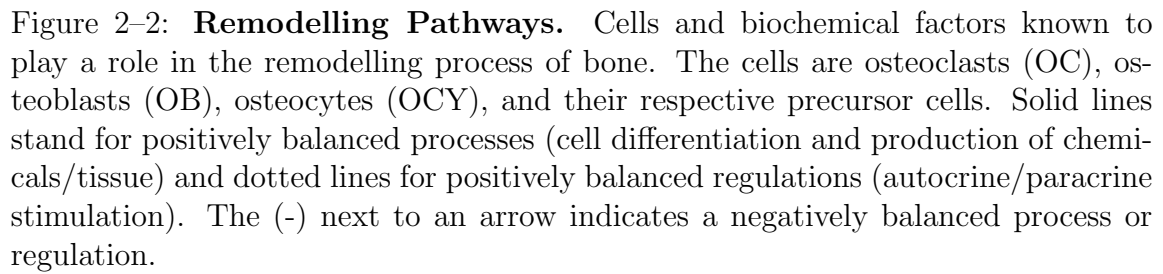 Figure 2–2: Remodelling Pathways. Cells and biochemical factors known to
play a role in the remodelling process of bone. The cells are osteoclasts (OC), os-
teoblasts (OB), osteocytes (OCY), and their respective precursor cells. Solid lines
stand for positively balanced processes (cell differentiation and production of chemi-
cals/tissue) and dotted lines for positively balanced regulations (autocrine/paracrine
stimulation). The (-) next to an arrow indicates a negatively balanced process or
regulation.